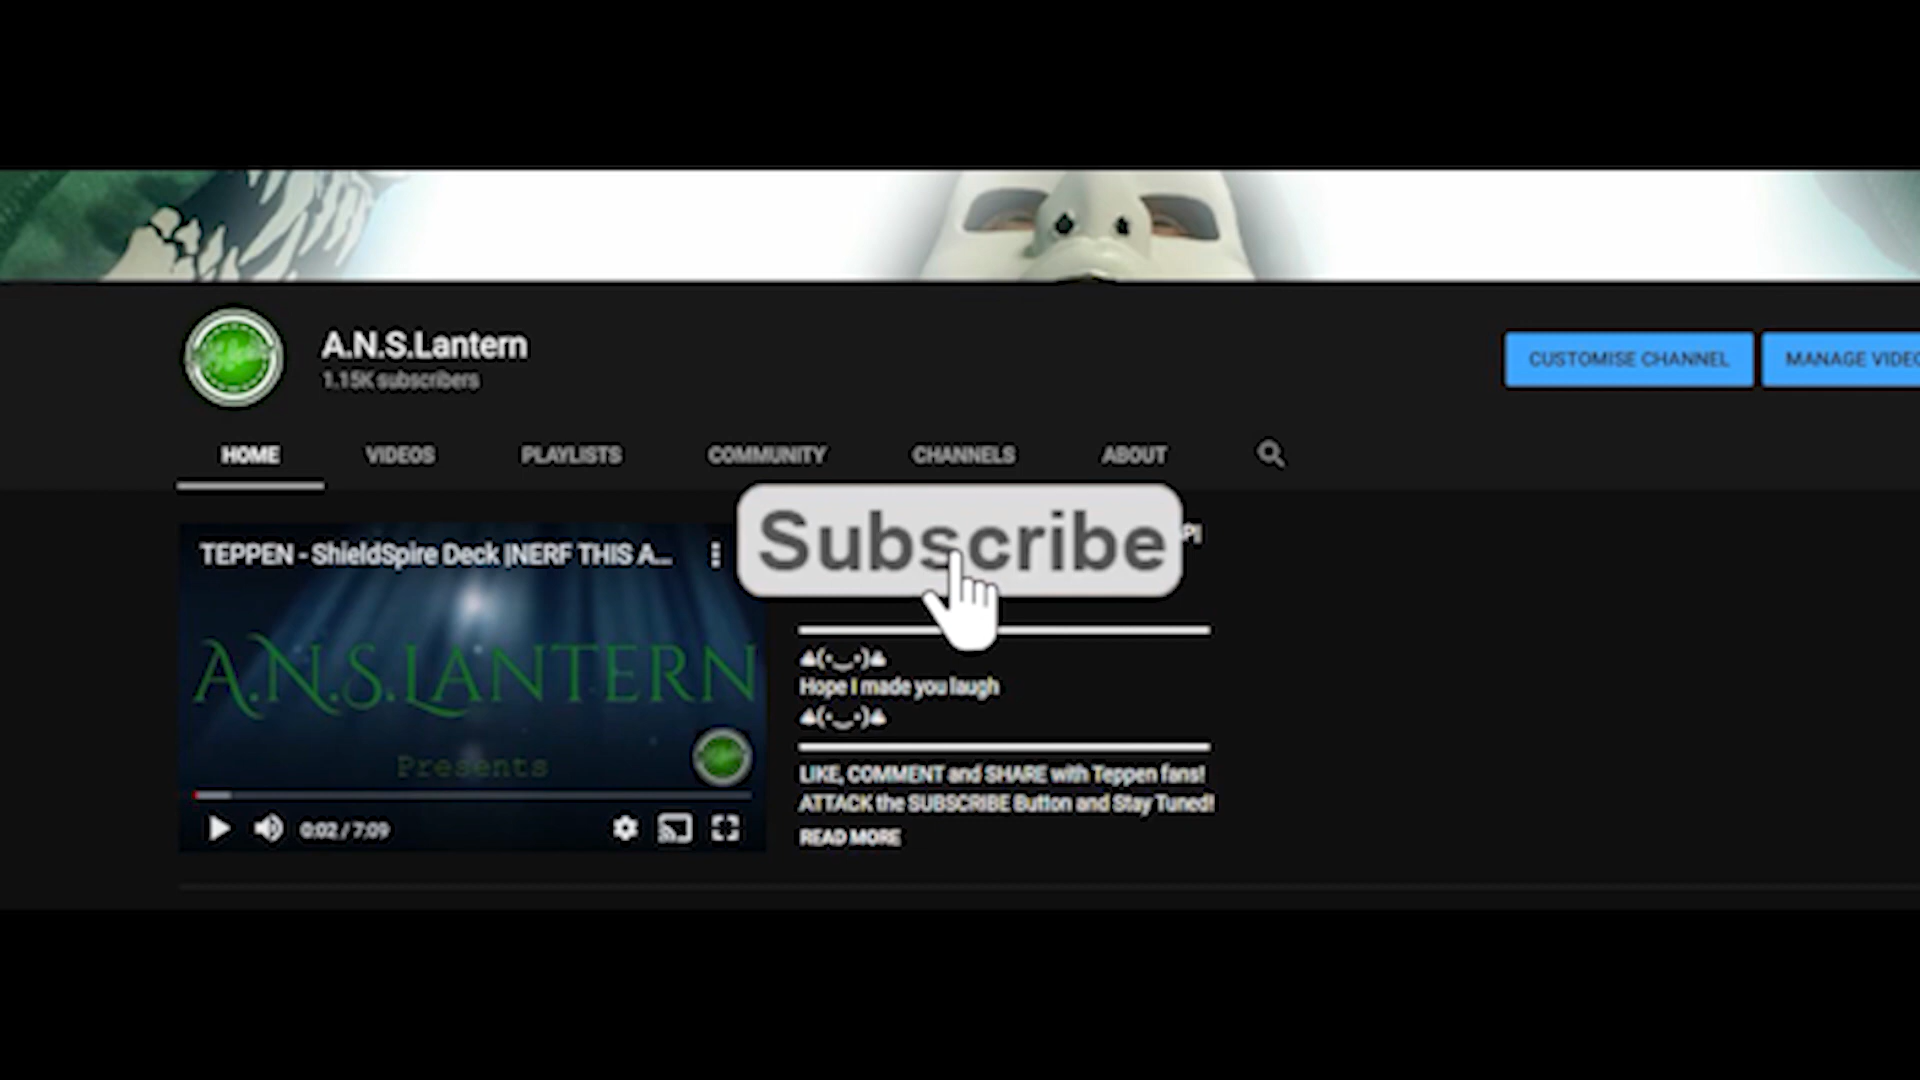 A.N.S.Lantern
1.15K subscribers
CUSTOMISE CHANNEL
MANAGE VIDEO
HOME VIDEOS PLAYLISTS COMMUNITY CHANNELS ABOUT
TEPPEN - ShieldSpire Deck |NERF THIS A...
Subscribe
A.N.S.LANTERN
Presents
0:02 / 7:09
▲(·‿·)▲
Hope I made you laugh
▲(·‿·)▲
LIKE, COMMENT and SHARE with Teppen fans!
ATTACK the SUBSCRIBE Button and Stay Tuned!
READ MORE